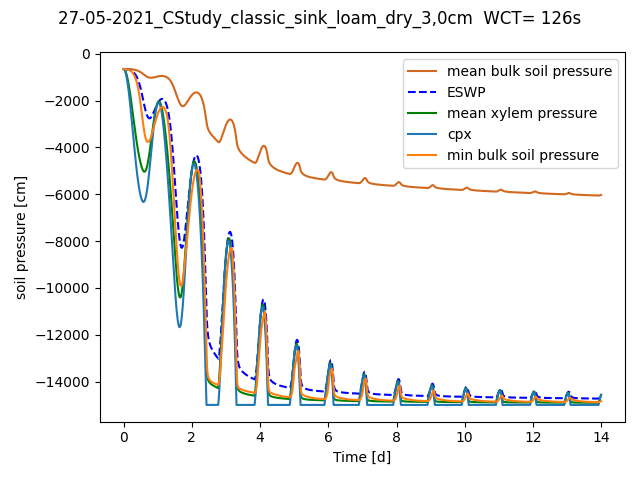 27-05-2021_CStudy_classic_sink_loam_dry_3,0cm  WCT= 126s
mean bulk soil pressure
ESWP
mean xylem pressure
cpx
min bulk soil pressure
soil pressure [cm]
0
−2000
−4000
−6000
−8000
−10000
−12000
−14000
0 2 4 6 8 10 12 14
Time [d]